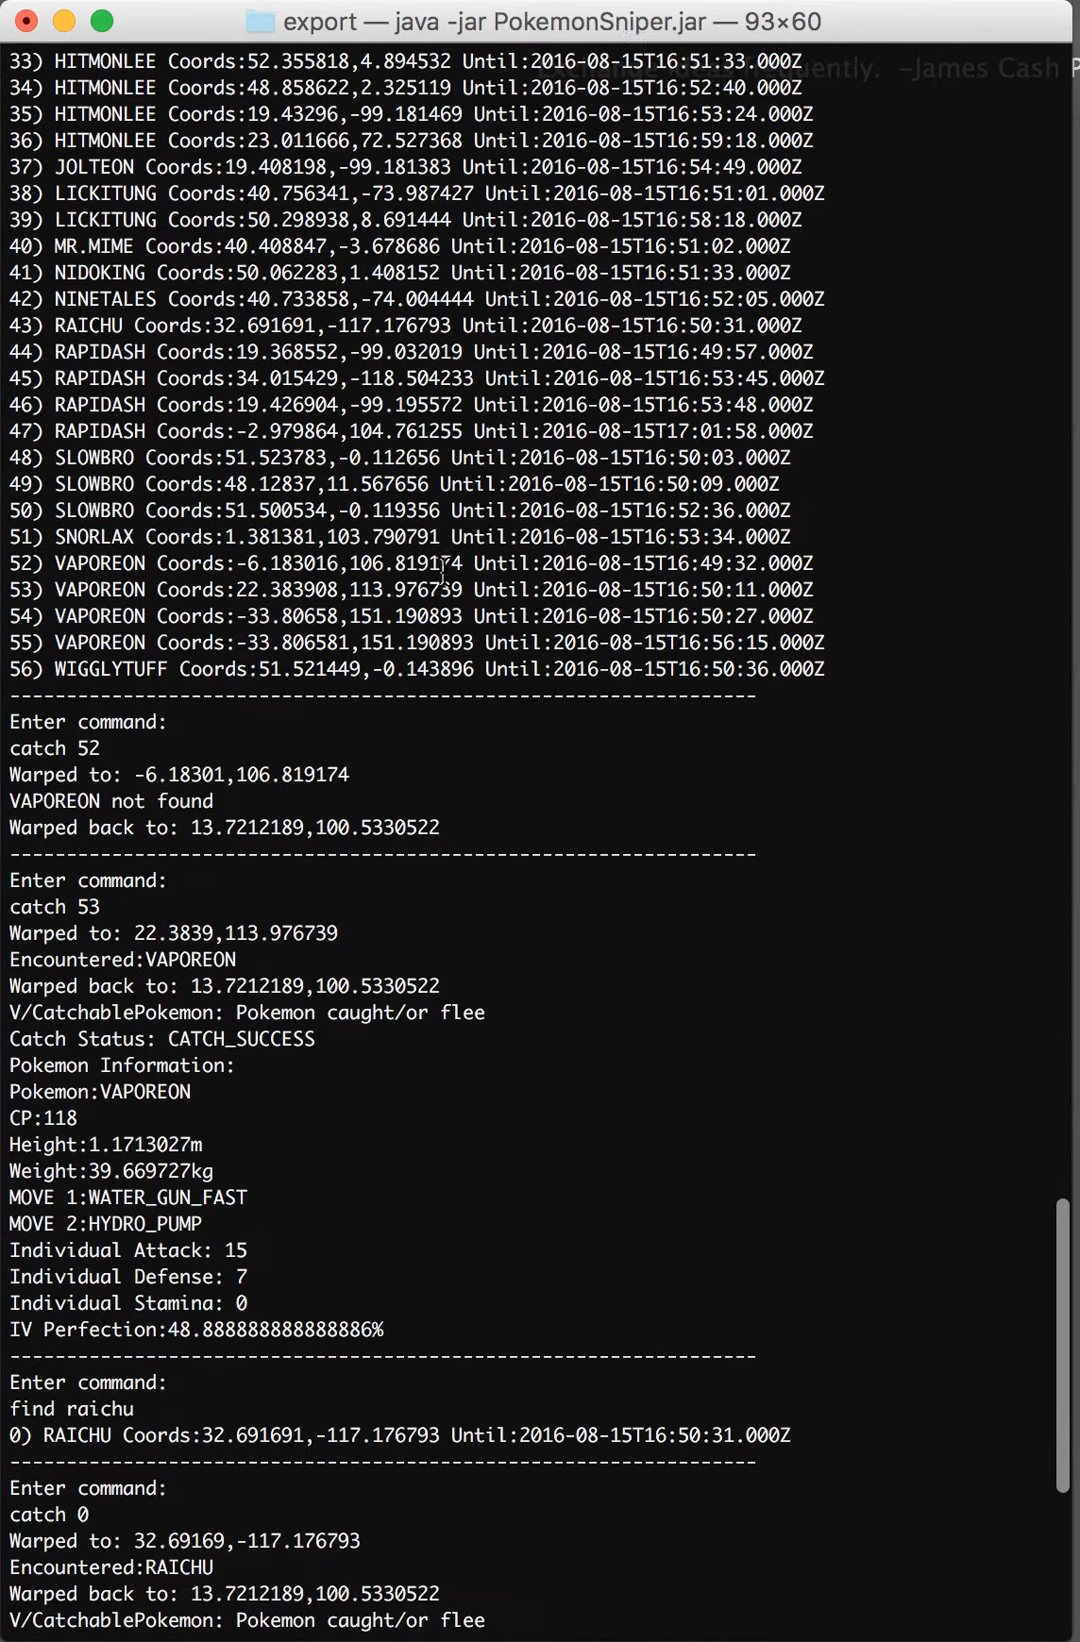 export — java -jar PokemonSniper.jar — 93×60
Exchange ideas frequently. –James Cash P
33) HITMONLEE Coords:52.355818,4.894532 Until:2016-08-15T16:51:33.000Z
34) HITMONLEE Coords:48.858622,2.325119 Until:2016-08-15T16:52:40.000Z
35) HITMONLEE Coords:19.43296,-99.181469 Until:2016-08-15T16:53:24.000Z
36) HITMONLEE Coords:23.011666,72.527368 Until:2016-08-15T16:59:18.000Z
37) JOLTEON Coords:19.408198,-99.181383 Until:2016-08-15T16:54:49.000Z
38) LICKITUNG Coords:40.756341,-73.987427 Until:2016-08-15T16:51:01.000Z
39) LICKITUNG Coords:50.298938,8.691444 Until:2016-08-15T16:58:18.000Z
40) MR.MIME Coords:40.408847,-3.678686 Until:2016-08-15T16:51:02.000Z
41) NIDOKING Coords:50.062283,1.408152 Until:2016-08-15T16:51:33.000Z
42) NINETALES Coords:40.733858,-74.004444 Until:2016-08-15T16:52:05.000Z
43) RAICHU Coords:32.691691,-117.176793 Until:2016-08-15T16:50:31.000Z
44) RAPIDASH Coords:19.368552,-99.032019 Until:2016-08-15T16:49:57.000Z
45) RAPIDASH Coords:34.015429,-118.504233 Until:2016-08-15T16:53:45.000Z
46) RAPIDASH Coords:19.426904,-99.195572 Until:2016-08-15T16:53:48.000Z
47) RAPIDASH Coords:-2.979864,104.761255 Until:2016-08-15T17:01:58.000Z
48) SLOWBRO Coords:51.523783,-0.112656 Until:2016-08-15T16:50:03.000Z
49) SLOWBRO Coords:48.12837,11.567656 Until:2016-08-15T16:50:09.000Z
50) SLOWBRO Coords:51.500534,-0.119356 Until:2016-08-15T16:52:36.000Z
51) SNORLAX Coords:1.381381,103.790791 Until:2016-08-15T16:53:34.000Z
52) VAPOREON Coords:-6.183016,106.819174 Until:2016-08-15T16:49:32.000Z
53) VAPOREON Coords:22.383908,113.976739 Until:2016-08-15T16:50:11.000Z
54) VAPOREON Coords:-33.80658,151.190893 Until:2016-08-15T16:50:27.000Z
55) VAPOREON Coords:-33.806581,151.190893 Until:2016-08-15T16:56:15.000Z
56) WIGGLYTUFF Coords:51.521449,-0.143896 Until:2016-08-15T16:50:36.000Z
------------------------------------------------------------------
Enter command:
catch 52
Warped to: -6.18301,106.819174
VAPOREON not found
Warped back to: 13.7212189,100.5330522
------------------------------------------------------------------
Enter command:
catch 53
Warped to: 22.3839,113.976739
Encountered:VAPOREON
Warped back to: 13.7212189,100.5330522
V/CatchablePokemon: Pokemon caught/or flee
Catch Status: CATCH_SUCCESS
Pokemon Information:
Pokemon:VAPOREON
CP:118
Height:1.1713027m
Weight:39.669727kg
MOVE 1:WATER_GUN_FAST
MOVE 2:HYDRO_PUMP
Individual Attack: 15
Individual Defense: 7
Individual Stamina: 0
IV Perfection:48.888888888888886%
------------------------------------------------------------------
Enter command:
find raichu
0) RAICHU Coords:32.691691,-117.176793 Until:2016-08-15T16:50:31.000Z
------------------------------------------------------------------
Enter command:
catch 0
Warped to: 32.69169,-117.176793
Encountered:RAICHU
Warped back to: 13.7212189,100.5330522
V/CatchablePokemon: Pokemon caught/or flee